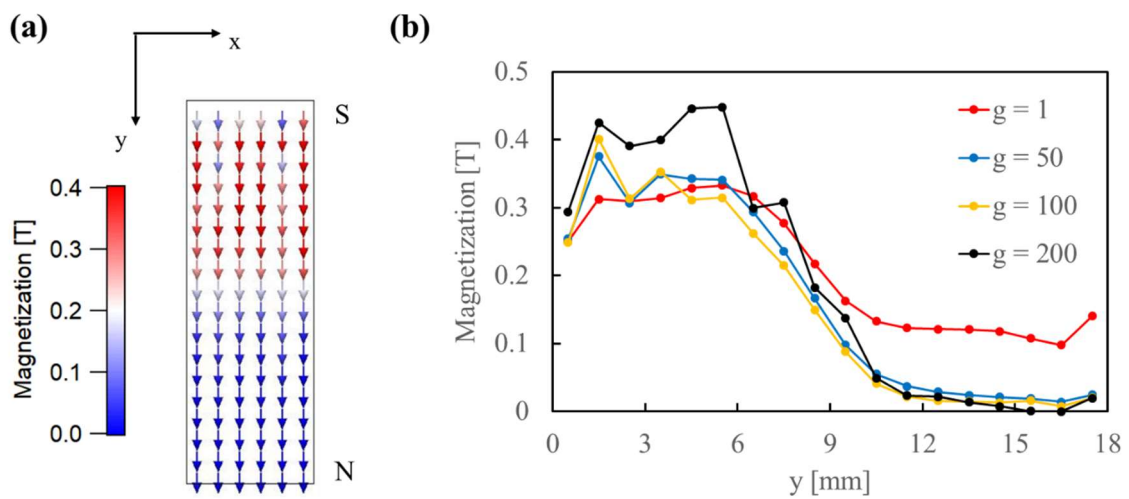 (a)
x
y
S
N
Magnetization [T]
0.4
0.3
0.2
0.1
0.0
(b)
Magnetization [T]
0.5
0.4
0.3
0.2
0.1
0
0
3
6
9
12
15
18
y [mm]
g = 1
g = 50
g = 100
g = 200